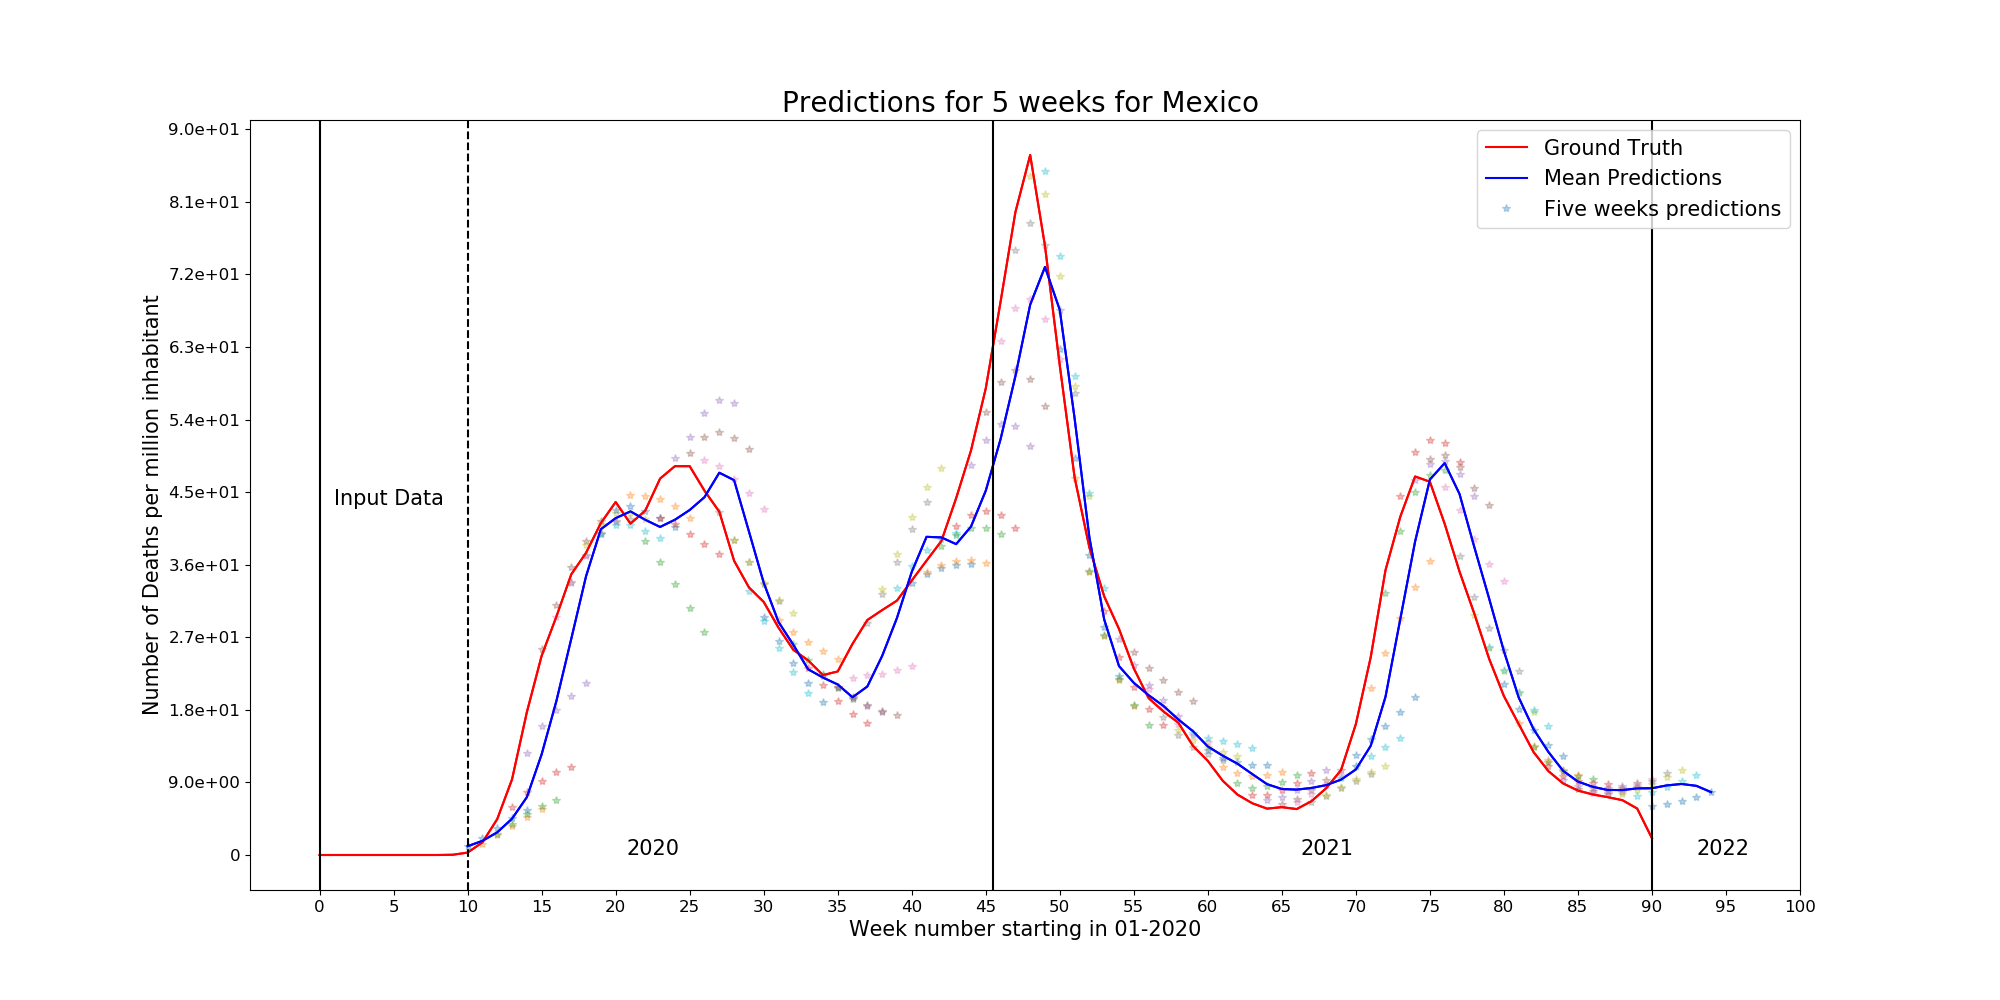 Predictions for 5 weeks for Mexico
Ground Truth
Mean Predictions
Five weeks predictions
Number of Deaths per million inhabitant
9.0e+01
8.1e+01
7.2e+01
6.3e+01
5.4e+01
4.5e+01
3.6e+01
2.7e+01
1.8e+01
9.0e+00
0
Input Data
2020
2021
2022
0 5 10 15 20 25 30 35 40 45 50 55 60 65 70 75 80 85 90 95 100
Week number starting in 01-2020